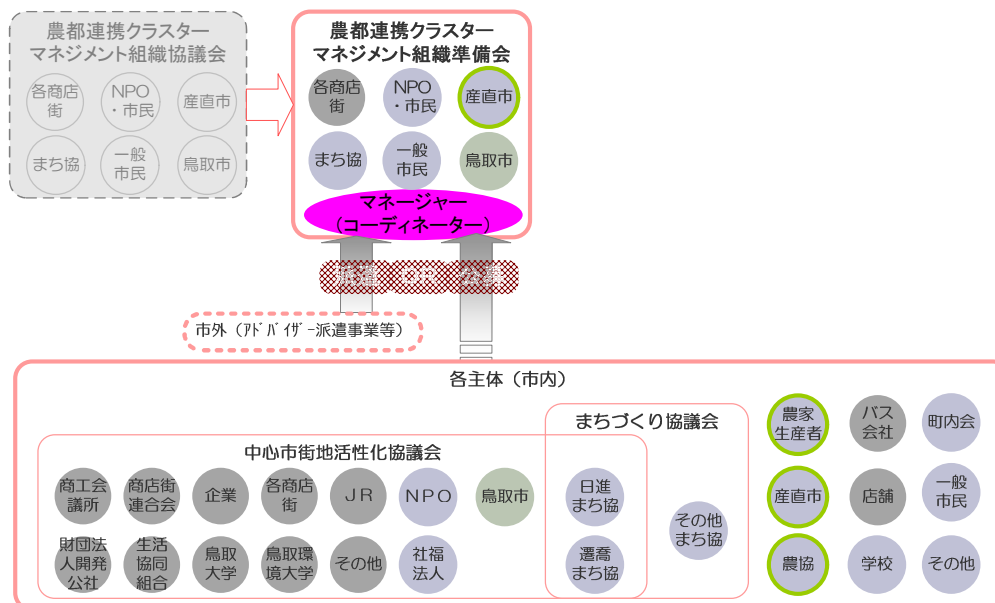 農都連携クラスター
マネジメント組織協議会
各商店
街
NPO
・市民
産直市
まち協
一般
市民
鳥取市
農都連携クラスター
マネジメント組織準備会
各商店
街
NPO
・市民
産直市
まち協
一般
市民
鳥取市
マネージャー
（コーディネーター）
派遣 OR 公募
市外（ｱﾄﾞﾊﾞｲｻﾞｰ派遣事業等）
各主体（市内）
まちづくり協議会
中心市街地活性化協議会
商工会
議所
商店街
連合会
企業
各商店
街
ＪＲ
ＮＰＯ
鳥取市
日進
まち協
財団法
人開発
公社
生活
協同
組合
鳥取
大学
鳥取環
境大学
その他
社福
法人
遷喬
まち協
その他
まち協
農家
生産者
バス
会社
町内会
産直市
店舗
一般
市民
農協
学校
その他